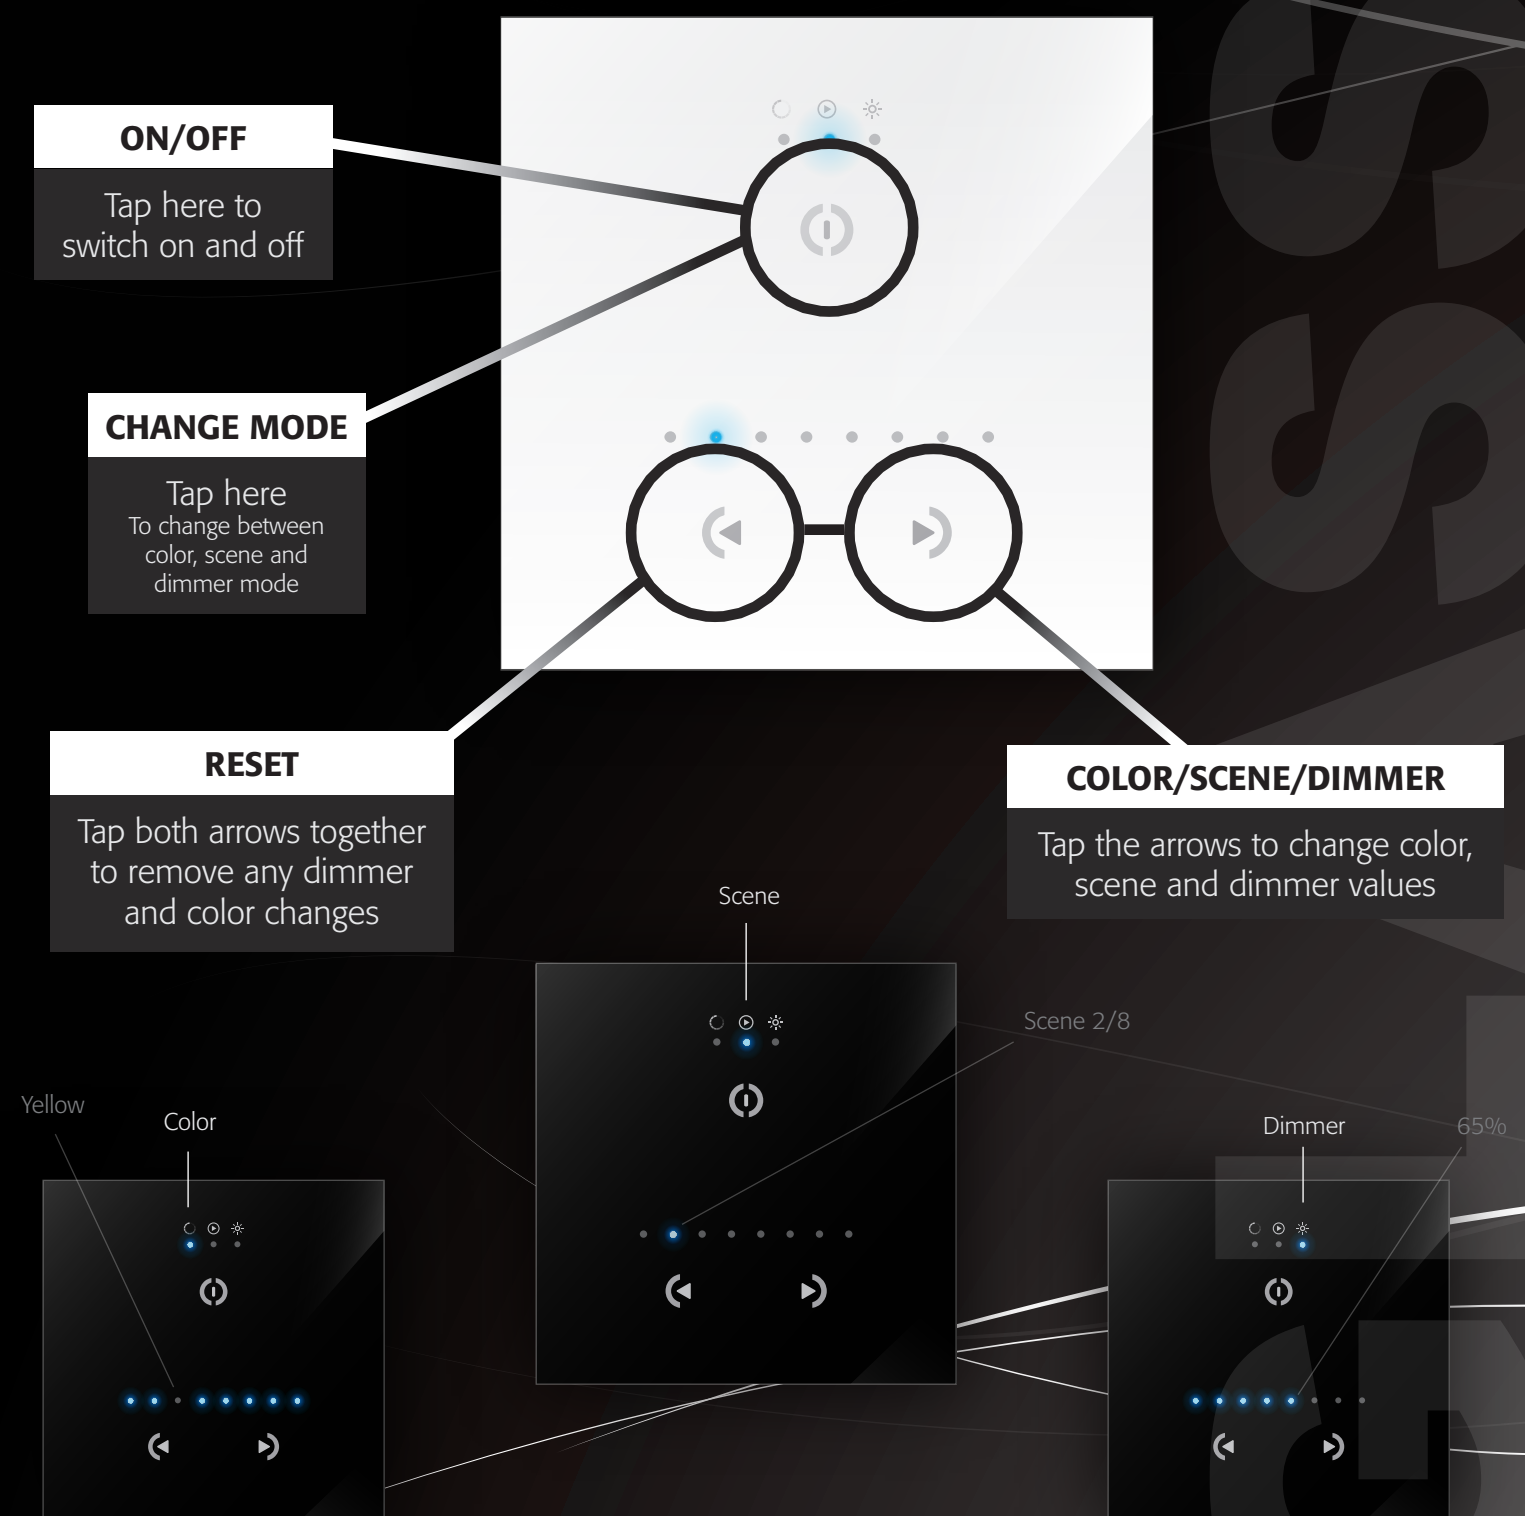 ON/OFF
Tap here to
switch on and off
CHANGE MODE
Tap here
To change between
color, scene and
dimmer mode
RESET
Tap both arrows together
to remove any dimmer
and color changes
COLOR/SCENE/DIMMER
Tap the arrows to change color,
scene and dimmer values
Scene
Scene 2/8
Yellow
Color
Dimmer
65%